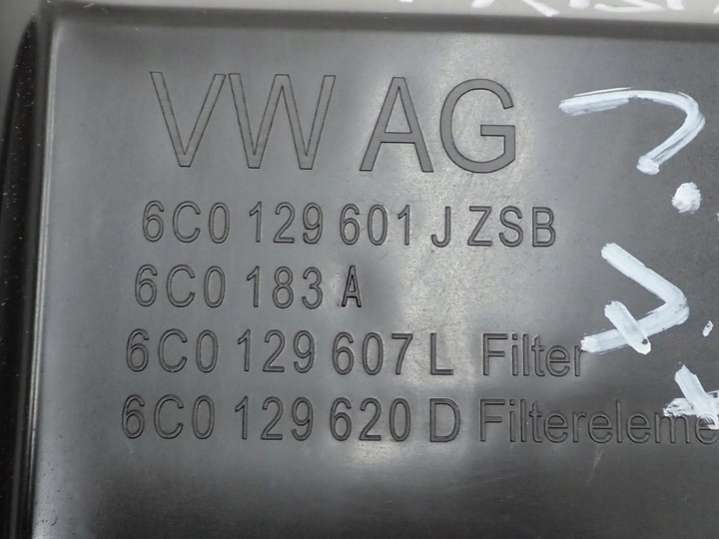 VW AG
6C0 129 601 J ZSB
6C0 183 A
6C0 129 607 L Filter
6C0 129 620 D Filtereleme